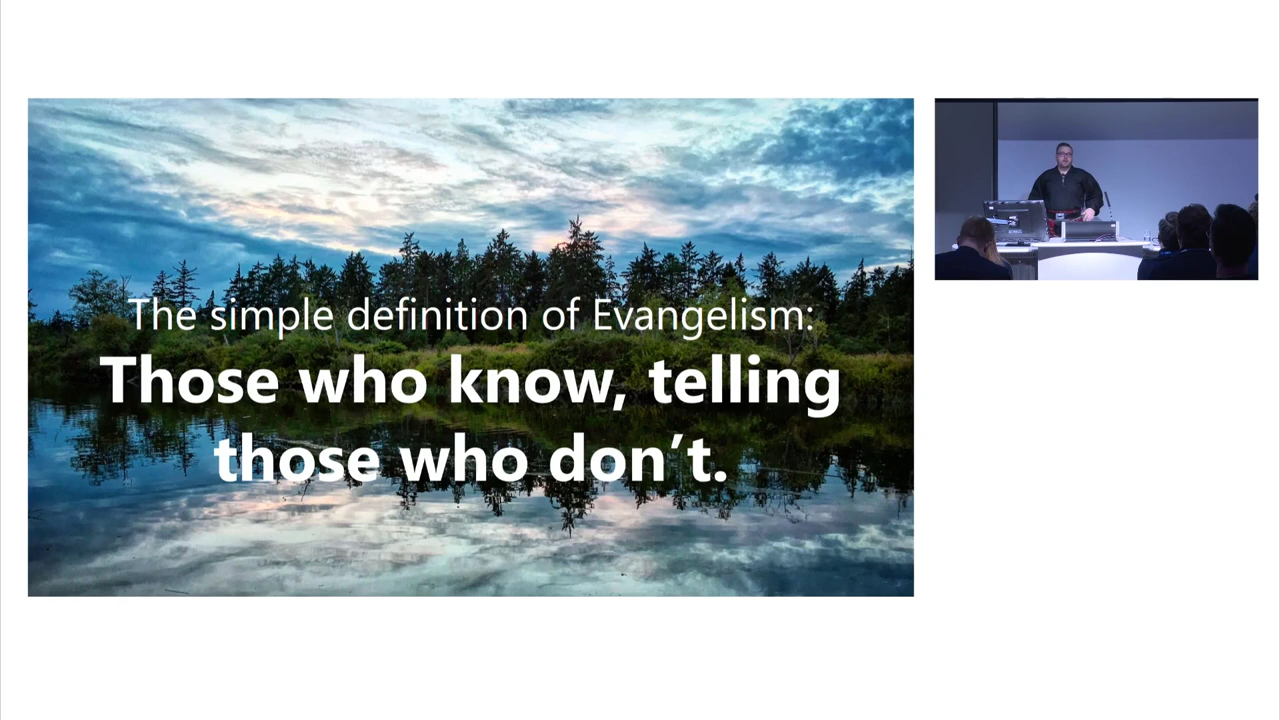 The simple definition of Evangelism:
Those who know, telling
those who don’t.